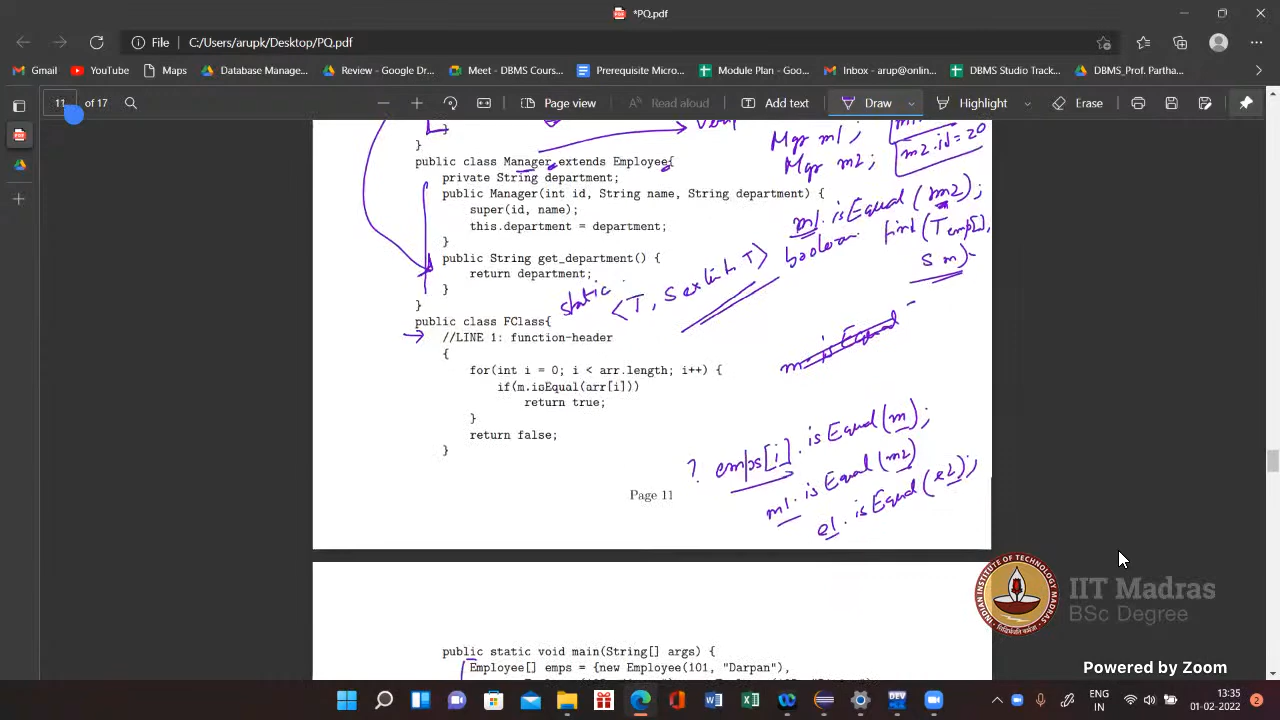 *PQ.pdf
File C:/Users/arupk/Desktop/PQ.pdf
Gmail YouTube Maps Database Manage... Review - Google Dr... Meet - DBMS Cours... Prerequisite Micro... Module Plan - Goo... Inbox - arup@onlin... DBMS Studio Track... DBMS_Prof. Partha...
11 of 17 Page view Read aloud Add text Draw Highlight Erase
}
}
public class Manager extends Employee{
private String department;
public Manager(int id, String name, String department) {
super(id, name);
this.department = department;
}
public String get_department() {
return department;
}
}
public class FClass{
//LINE 1: function-header
{
for(int i = 0; i < arr.length; i++) {
if(m.isEqual(arr[i]))
return true;
}
return false;
}
Mgr m1;
Mgr m2;
m2.id = 20
m1.isEqual(m2);
static <T, S extends T> boolean find(T emp[],
S m)
m. isEqual
? emps[i].isEqual(m);
m1.isEqual(m2)
e1.isEqual(e2);
Page 11
public static void main(String[] args) {
Employee[] emps = {new Employee(101, "Darpan"),
INDIAN INSTITUTE OF TECHNOLOGY MADRAS
IIT Madras
BSc Degree
Powered by Zoom
ENG
IN
13:35
01-02-2022
2